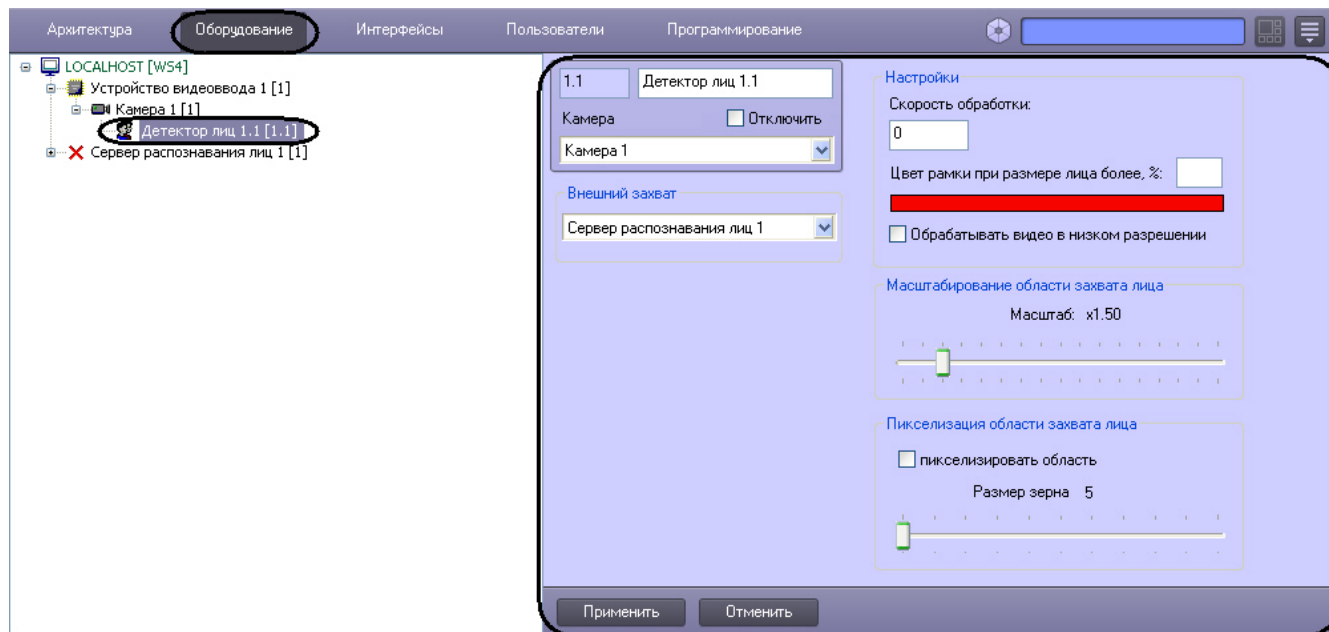 Архитектура Оборудование Интерфейсы Пользователи Программирование
LOCALHOST [WS4]
Устройство видеоввода 1 [1]
Камера 1 [1]
Детектор лиц 1.1 [1.1]
Сервер распознавания лиц 1 [1]
1.1 Детектор лиц 1.1
Камера Отключить
Камера 1
Внешний захват
Сервер распознавания лиц 1
Настройки
Скорость обработки:
0
Цвет рамки при размере лица более, %:
Обрабатывать видео в низком разрешении
Масштабирование области захвата лица
Масштаб: x1.50
Пикселизация области захвата лица
пикселизировать область
Размер зерна 5
Применить Отменить